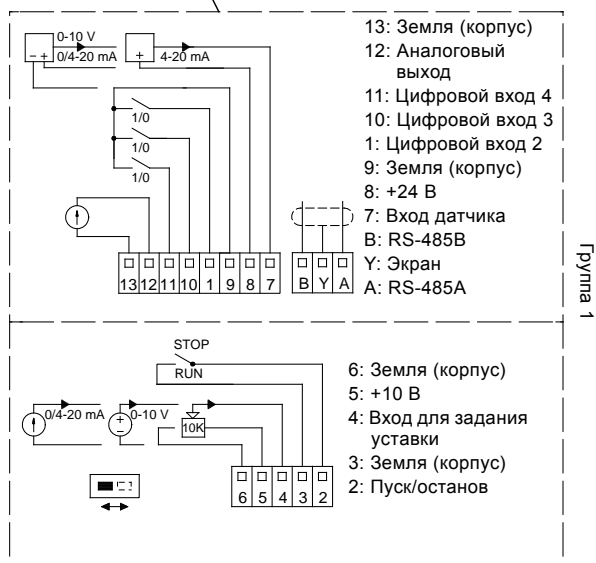 0-10 V
- +
0/4-20 mA
+
4-20 mA
1/0
1/0
1/0
13 12 11 10 1 9 8 7
B Y A
13: Земля (корпус)
12: Аналоговый
выход
11: Цифровой вход 4
10: Цифровой вход 3
1: Цифровой вход 2
9: Земля (корпус)
8: +24 В
7: Вход датчика
B: RS-485B
Y: Экран
A: RS-485A
Группа 1
STOP
RUN
0/4-20 mA
+
-
0-10 V
10K
6 5 4 3 2
6: Земля (корпус)
5: +10 В
4: Вход для задания
уставки
3: Земля (корпус)
2: Пуск/останов